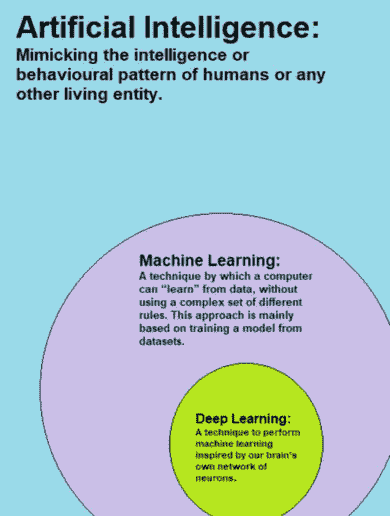 Artificial Intelligence:
Mimicking the intelligence or
behavioural pattern of humans or any
other living entity.
Machine Learning:
A technique by which a computer
can "learn" from data, without
using a complex set of different
rules. This approach is mainly
based on training a model from
datasets.
Deep Learning:
A technique to perform
machine learning
inspired by our brain's
own network of
neurons.